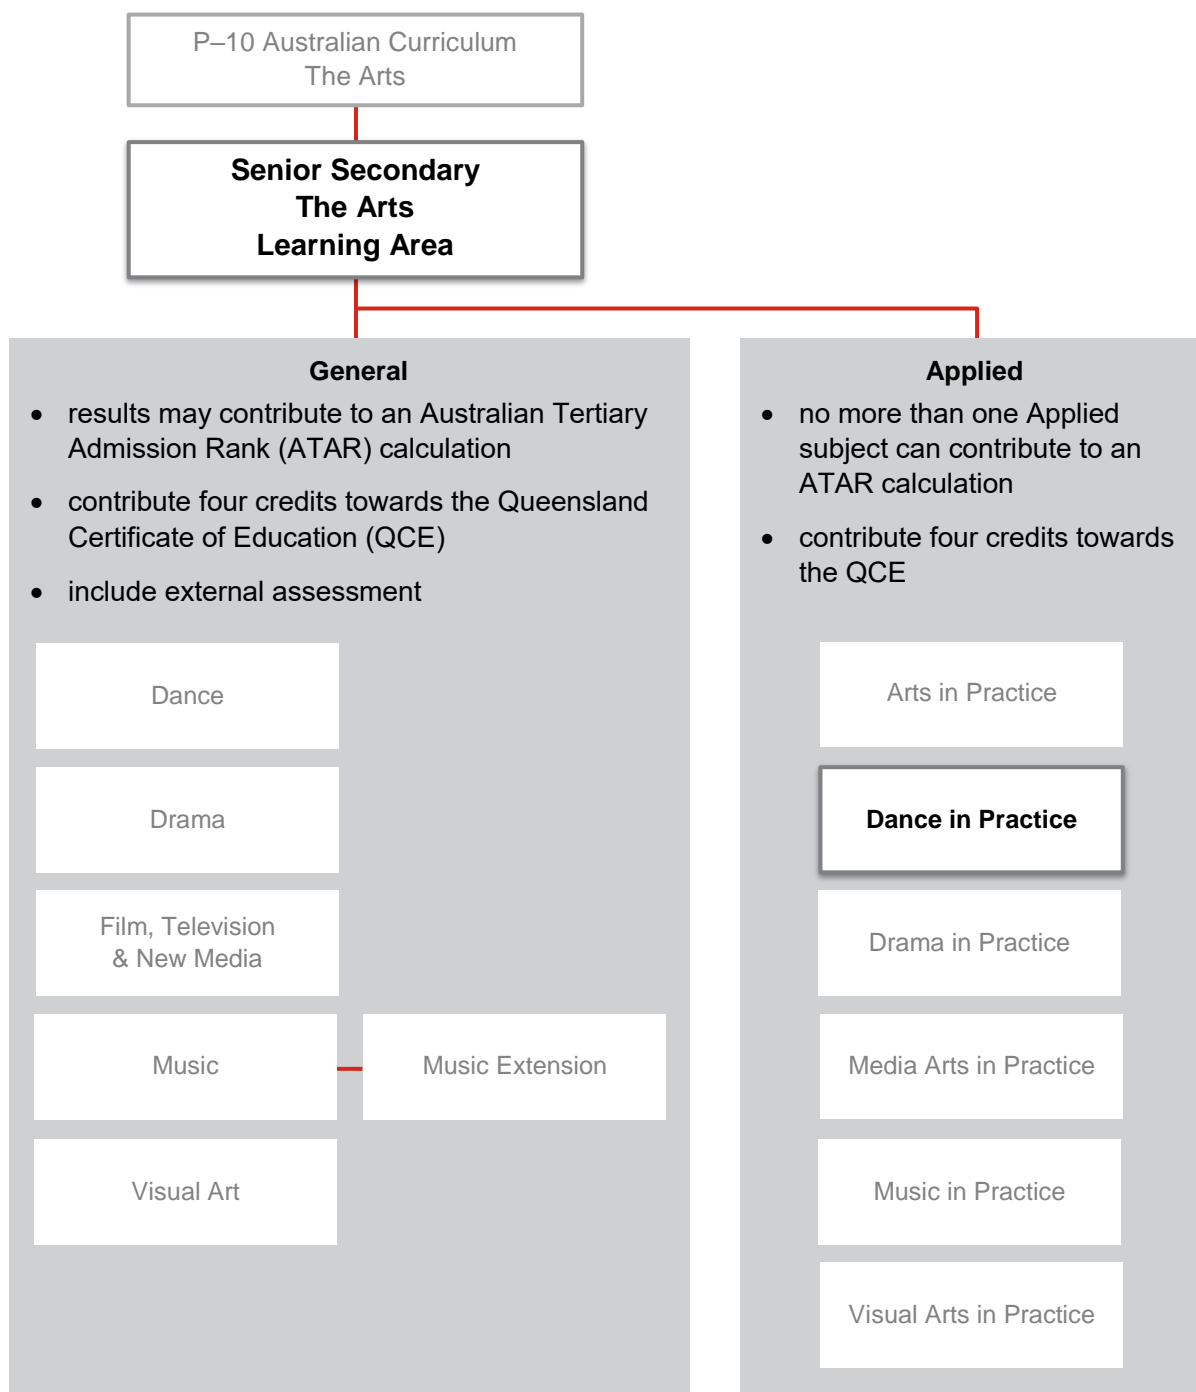 P–10 Australian Curriculum
The Arts
Senior Secondary
The Arts
Learning Area
General
• results may contribute to an Australian Tertiary
Admission Rank (ATAR) calculation
• contribute four credits towards the Queensland
Certificate of Education (QCE)
• include external assessment
Dance
Drama
Film, Television
& New Media
Music
Music Extension
Visual Art
Applied
• no more than one Applied
subject can contribute to an
ATAR calculation
• contribute four credits towards
the QCE
Arts in Practice
Dance in Practice
Drama in Practice
Media Arts in Practice
Music in Practice
Visual Arts in Practice